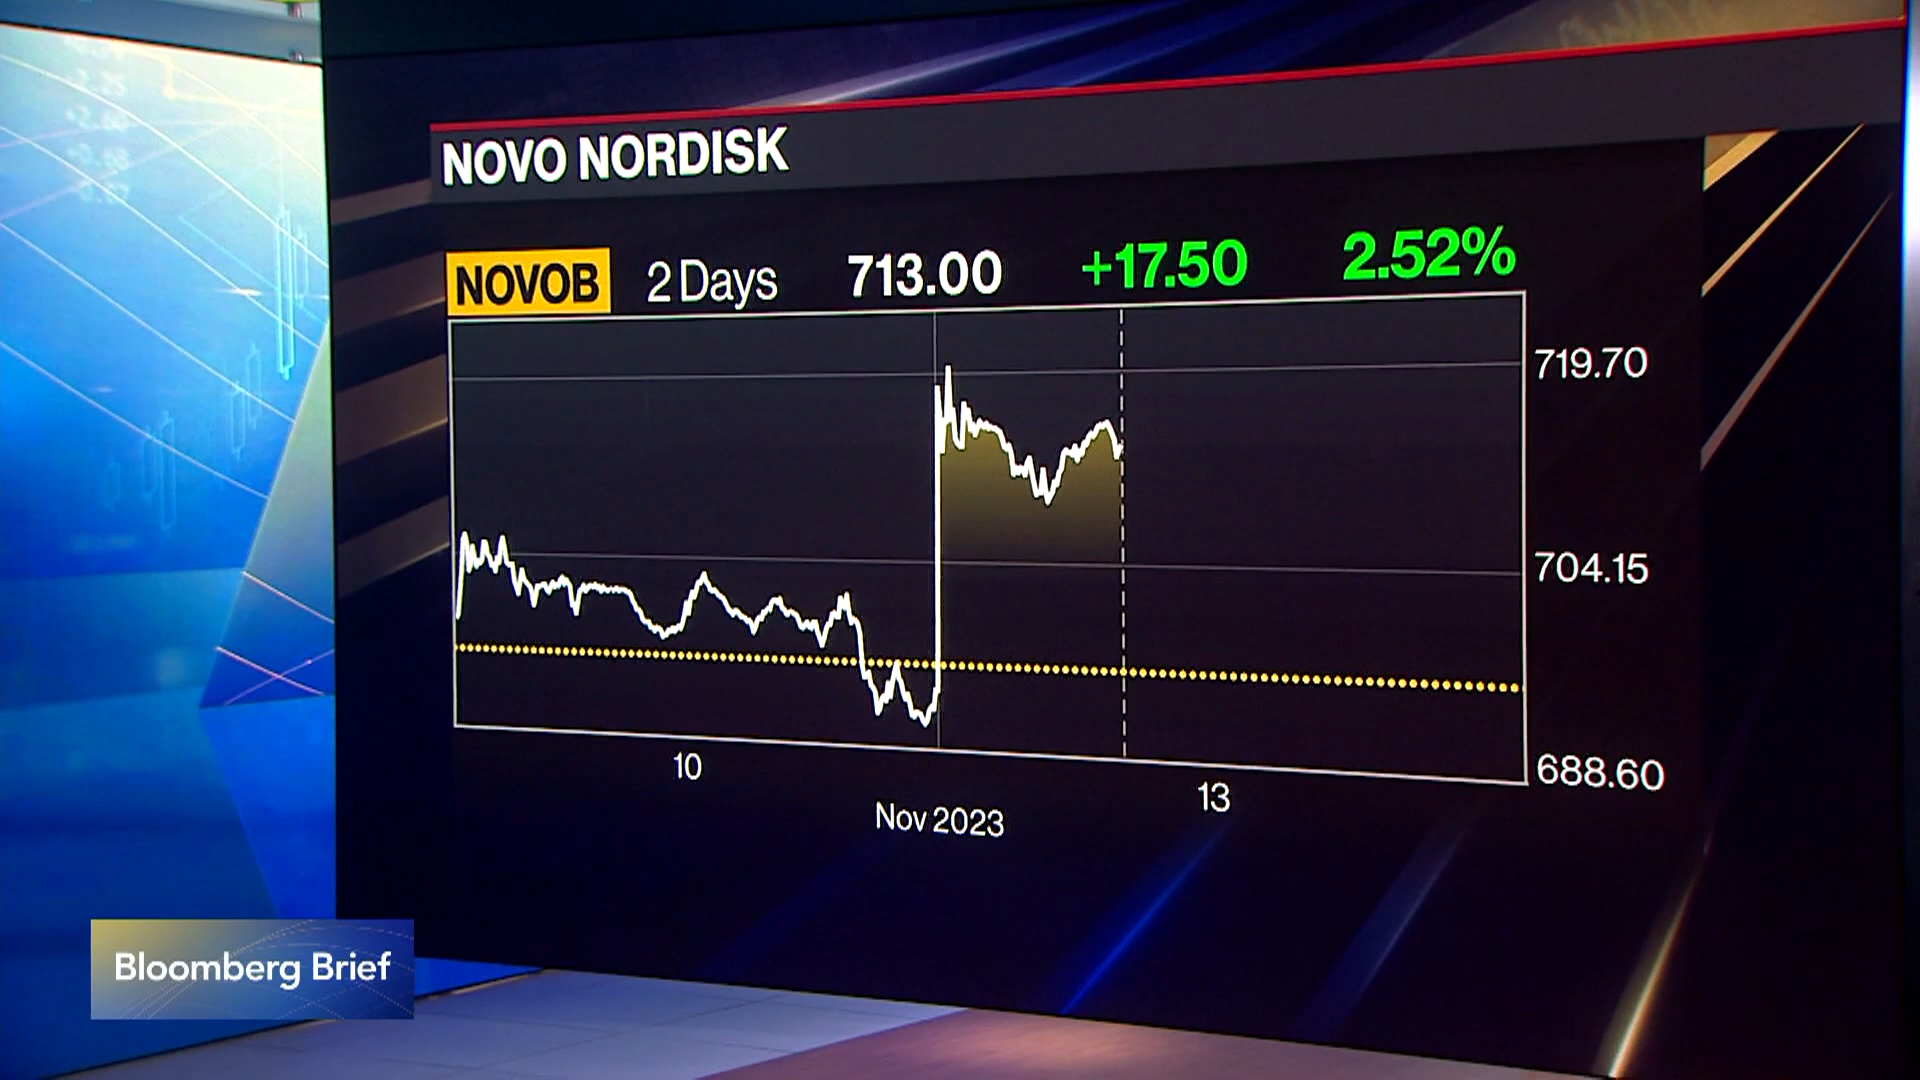 NOVO NORDISK
NOVOB 2 Days 713.00 +17.50 2.52%
719.70
704.15
688.60
10
13
Nov 2023
Bloomberg Brief